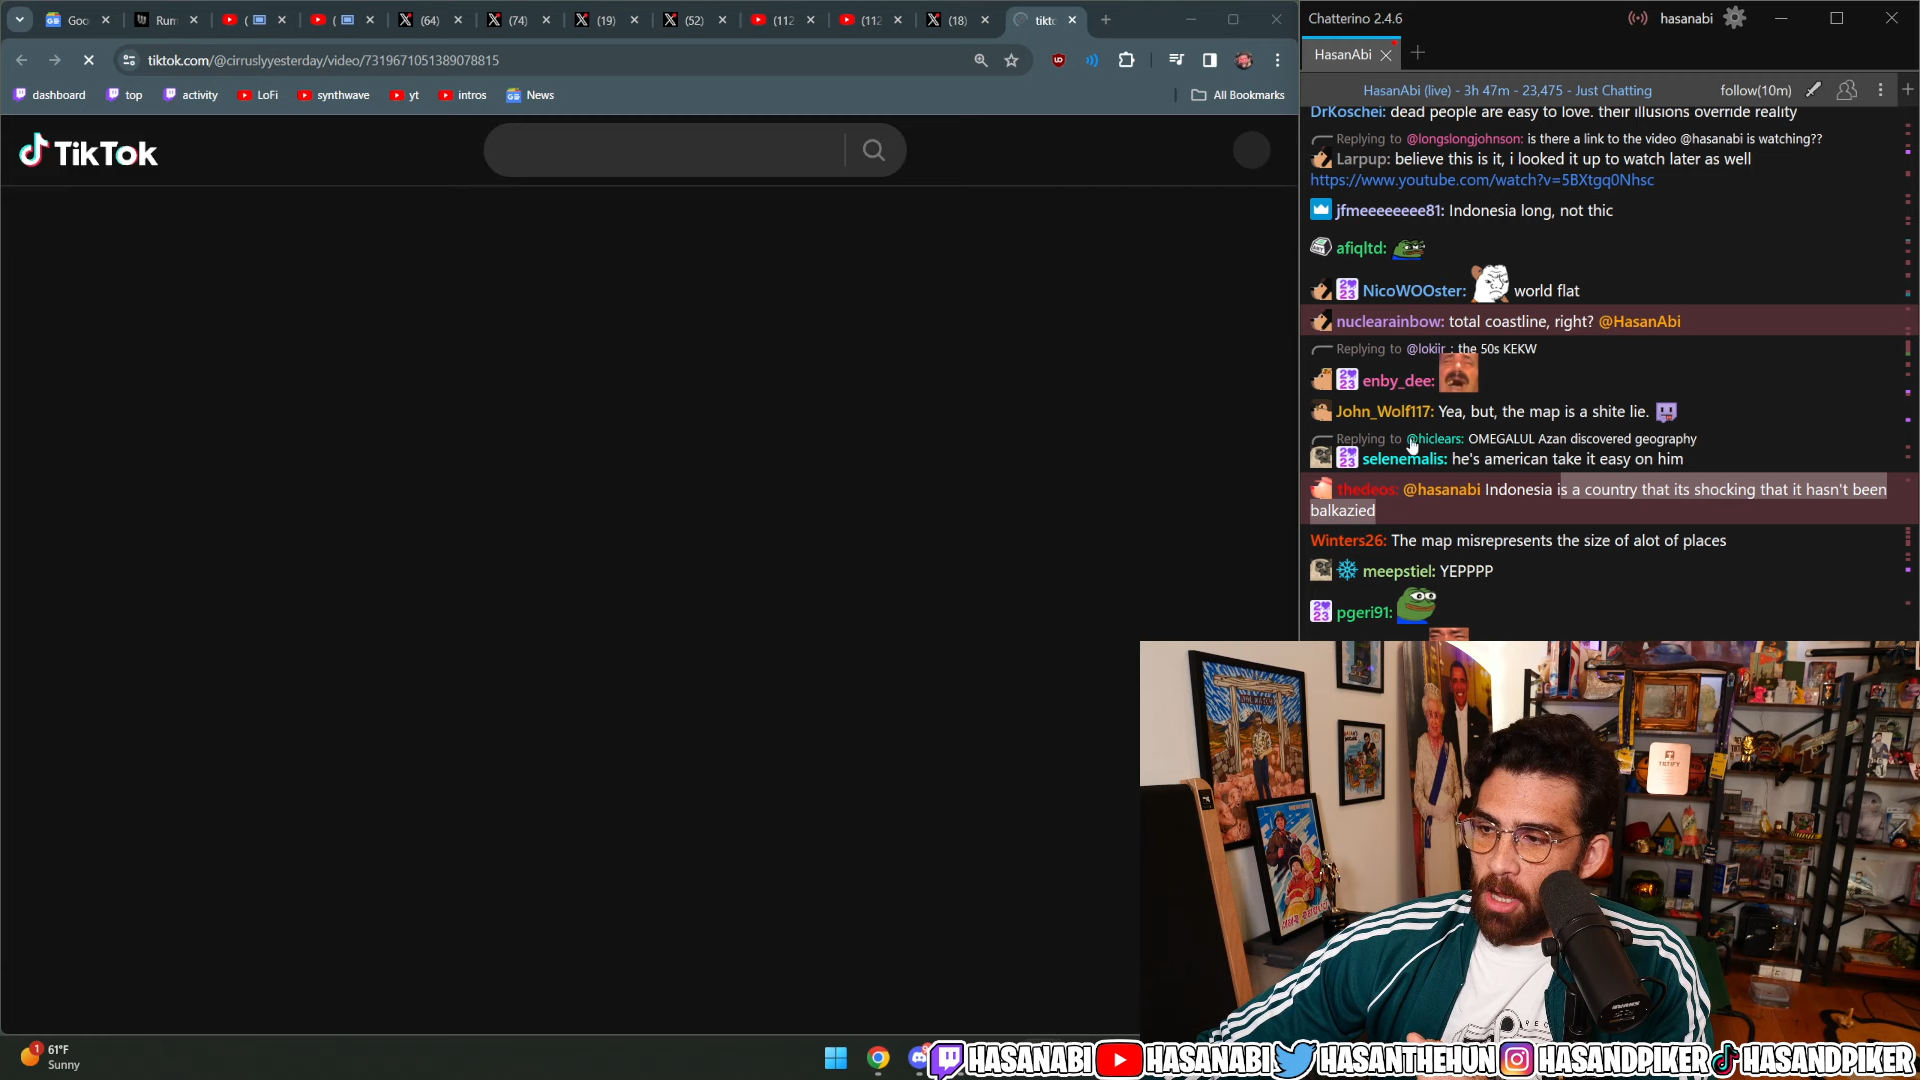 Goo
Rum
(
(
(64)
(74)
(19)
(52)
(112
(112
(18)
tikto
tiktok.com/@cirruslyyesterday/video/7319671051389078815
dashboard
top
activity
LoFi
synthwave
yt
intros
News
All Bookmarks
TikTok
Chatterino 2.4.6
hasanabi
HasanAbi
HasanAbi (live) - 3h 47m - 23,475 - Just Chatting
follow(10m)
DrKoschei: dead people are easy to love. their illusions override reality
Replying to @longslongjohnson: is there a link to the video @hasanabi is watching??
Larpup: believe this is it, i looked it up to watch later as well
https://www.youtube.com/watch?v=5BXtgq0Nhsc
jfmeeeeeeee81: Indonesia long, not thic
afiqltd:
NicoWOOster: world flat
nuclearainbow: total coastline, right? @HasanAbi
Replying to @lokiir_: the 50s KEKW
enby_dee:
John_Wolf117: Yea, but, the map is a shite lie.
Replying to @hiclears: OMEGALUL Azan discovered geography
selenemalis: he's american take it easy on him
thedeos: @hasanabi Indonesia is a country that its shocking that it hasn't been
balkazied
Winters26: The map misrepresents the size of alot of places
meepstiel: YEPPPP
pgeri91:
TILTIFY
1
61°F
Sunny
HASANABI
HASANABI
HASANTHEHUN
HASANDPIKER
HASANDPIKER